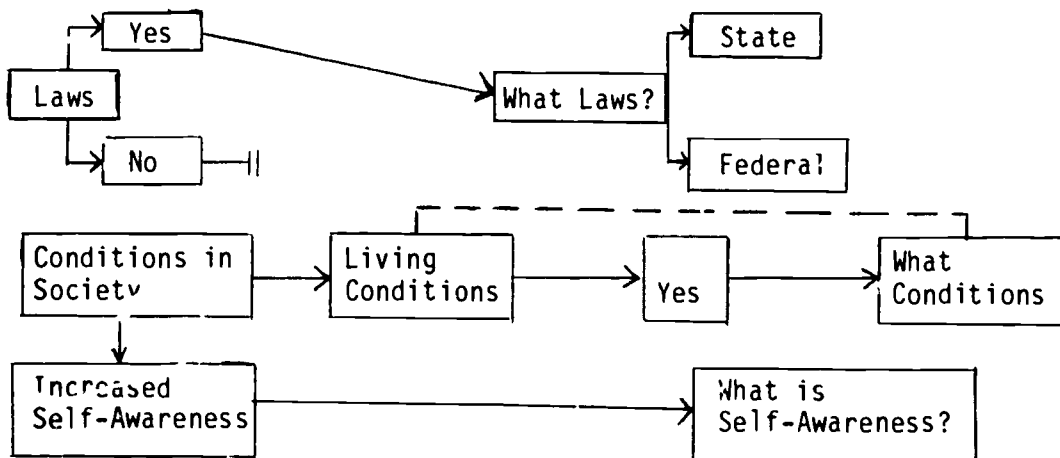 Yes
State
Laws
What Laws?
No
Federal
Conditions in
Society
Living
Conditions
Yes
What
Conditions
Increased
Self-Awareness
What is
Self-Awareness?